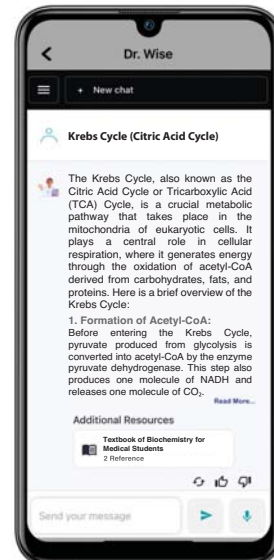 Dr. Wise
+ New chat
Krebs Cycle (Citric Acid Cycle)
The Krebs Cycle, also known as the
Citric Acid Cycle or Tricarboxylic Acid
(TCA) Cycle, is a crucial metabolic
pathway that takes place in the
mitochondria of eukaryotic cells. It
plays a central role in cellular
respiration, where it generates energy
through the oxidation of acetyl-CoA
derived from carbohydrates, fats, and
proteins. Here is a brief overview of the
Krebs Cycle:
1. Formation of Acetyl-CoA:
Before entering the Krebs Cycle,
pyruvate produced from glycolysis is
converted into acetyl-CoA by the enzyme
pyruvate dehydrogenase. This step also
produces one molecule of NADH and
releases one molecule of CO₂.
Read More...
Additional Resources
Textbook of Biochemistry for
Medical Students
2 Reference
Send your message